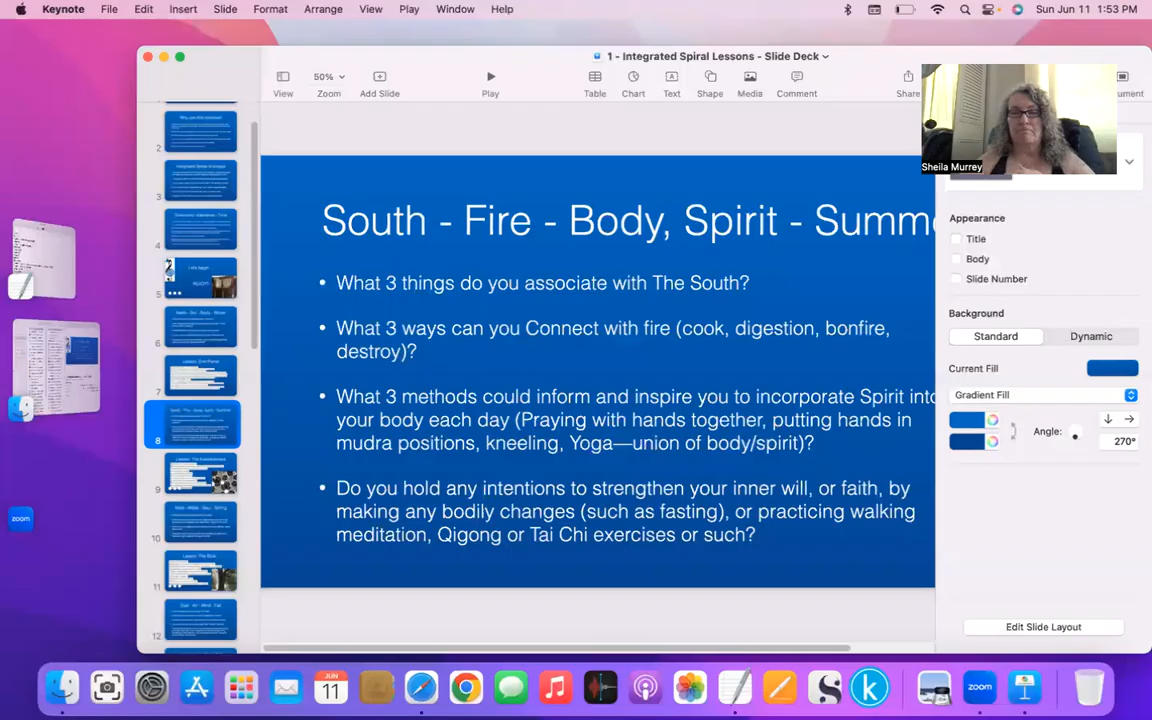 Keynote File Edit Insert Slide Format Arrange View Play Window Help Sun Jun 11 1:53 PM
1 - Integrated Spiral Lessons - Slide Deck
50%
View Zoom Add Slide Play Table Chart Text Shape Media Comment Share
Sheila Murrey
2
3
4
5
6
7
8
9
10
11
12
South - Fire - Body, Spirit - Summe
• What 3 things do you associate with The South?
• What 3 ways can you Connect with fire (cook, digestion, bonfire,
destroy)?
• What 3 methods could inform and inspire you to incorporate Spirit into
your body each day (Praying with hands together, putting hands in
mudra positions, kneeling, Yoga—union of body/spirit)?
• Do you hold any intentions to strengthen your inner will, or faith, by
making any bodily changes (such as fasting), or practicing walking
meditation, Qigong or Tai Chi exercises or such?
Appearance
Title
Body
Slide Number
Background
Standard Dynamic
Current Fill
Gradient Fill
Angle:
270°
Edit Slide Layout
zoom
JUN
11
zoom